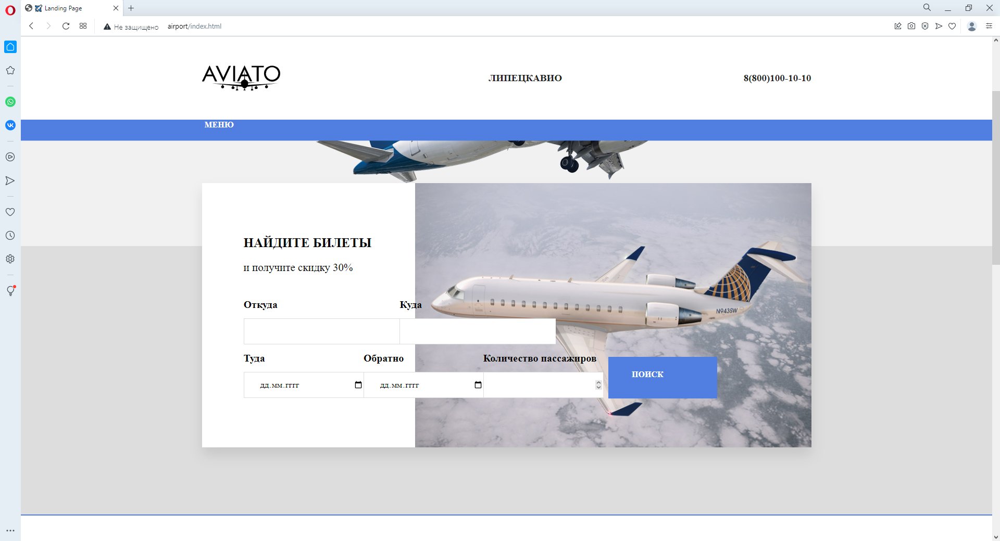 Landing Page
Не защищено airport/index.html
AVIATO
ЛИПЕЦКАВИО
8(800)100-10-10
МЕНЮ
НАЙДИТЕ БИЛЕТЫ
и получите скидку 30%
Откуда Куда
Туда Обратно Количество пассажиров
дд.мм.гггг дд.мм.гггг
ПОИСК
N943SW